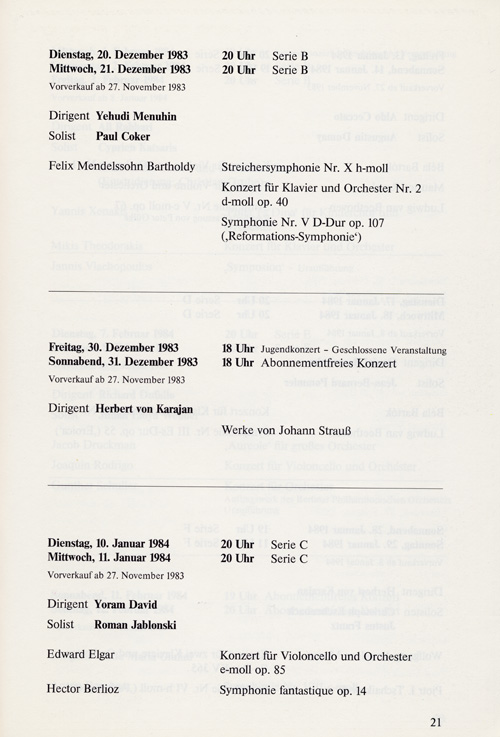 Dienstag, 20. Dezember 1983 20 Uhr Serie B
Mittwoch, 21. Dezember 1983 20 Uhr Serie B
Vorverkauf ab 27. November 1983
Dirigent Yehudi Menuhin
Solist Paul Coker
Felix Mendelssohn Bartholdy Streichersymphonie Nr. X h-moll
Konzert für Klavier und Orchester Nr. 2
d-moll op. 40
Symphonie Nr. V D-Dur op. 107
(‚Reformations-Symphonie‘)
Freitag, 30. Dezember 1983 18 Uhr Jugendkonzert – Geschlossene Veranstaltung
Sonnabend, 31. Dezember 1983 18 Uhr Abonnementfreies Konzert
Vorverkauf ab 27. November 1983
Dirigent Herbert von Karajan
Werke von Johann Strauß
Dienstag, 10. Januar 1984 20 Uhr Serie C
Mittwoch, 11. Januar 1984 20 Uhr Serie C
Vorverkauf ab 27. November 1983
Dirigent Yoram David
Solist Roman Jablonski
Edward Elgar Konzert für Violoncello und Orchester
e-moll op. 85
Hector Berlioz Symphonie fantastique op. 14
21